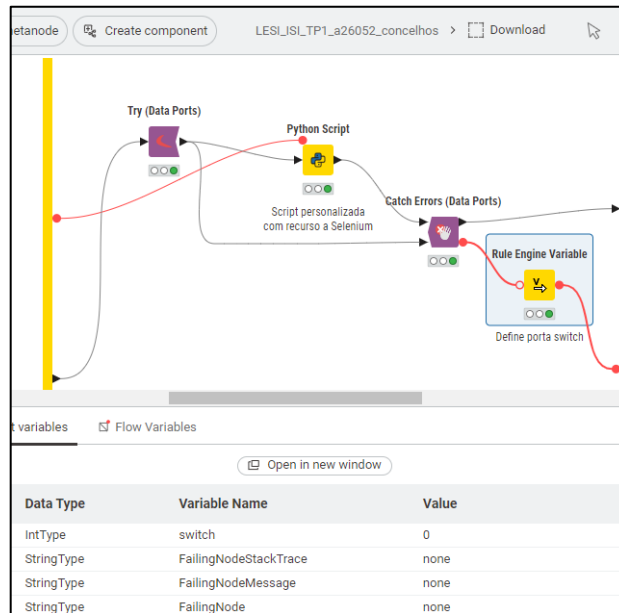 etanode
Create component
LESI_ISI_TP1_a26052_concelhos > Download
Try (Data Ports)
Python Script
Script personalizada
com recurso a Selenium
Catch Errors (Data Ports)
Rule Engine Variable
V
Define porta switch
t variables
Flow Variables
Open in new window
Data Type Variable Name Value
IntType switch 0
StringType FailingNodeStackTrace none
StringType FailingNodeMessage none
StringType FailingNode none